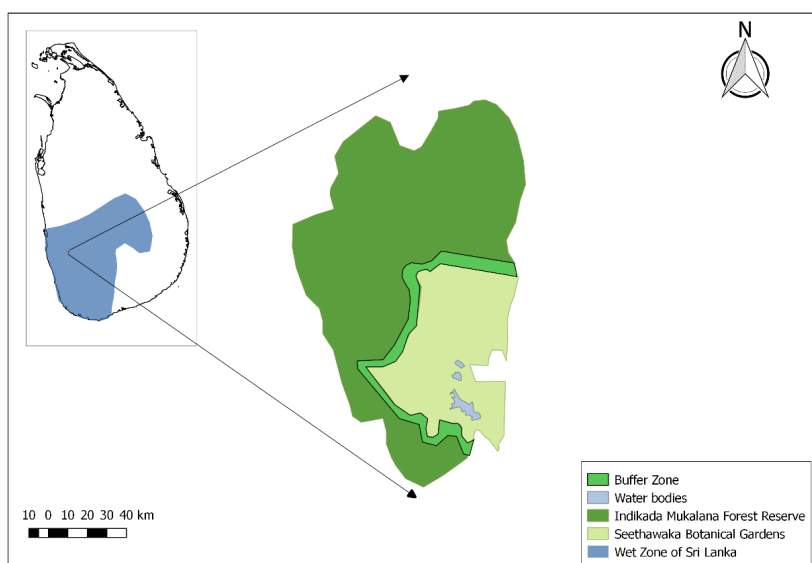 N
10 0 10 20 30 40 km
Buffer Zone
Water bodies
Indikada Mukalana Forest Reserve
Seethawaka Botanical Gardens
Wet Zone of Sri Lanka